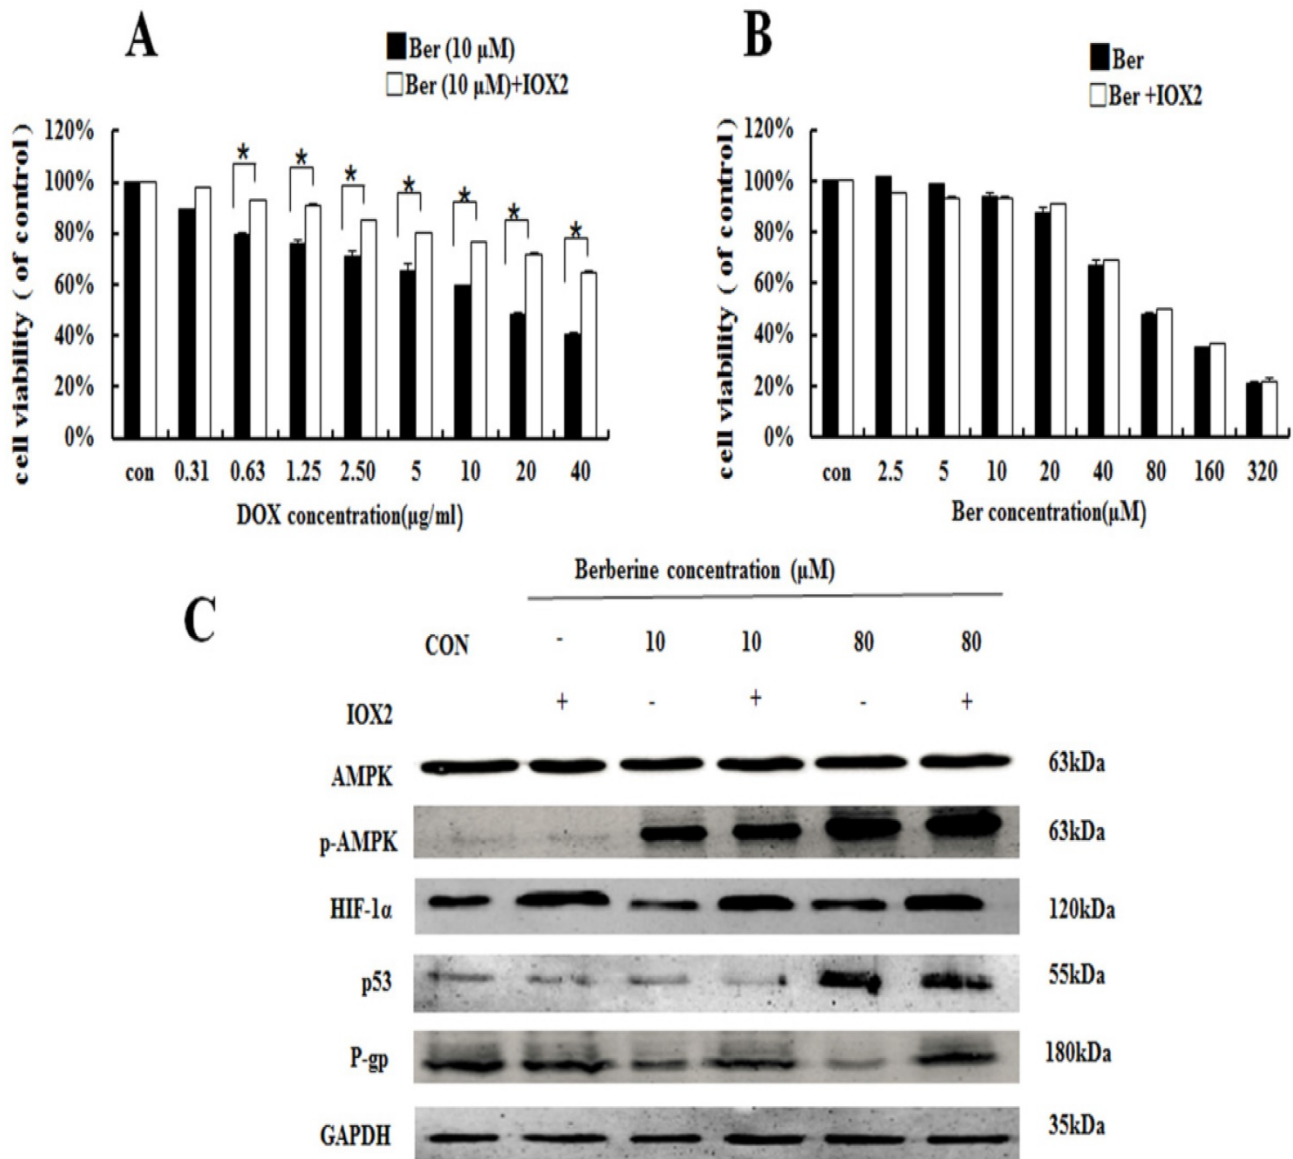 A
Ber (10 µM)
Ber (10 µM)+IOX2
cell viability ( of control)
120%
100%
80%
60%
40%
20%
0%
* * * * * * *
con 0.31 0.63 1.25 2.50 5 10 20 40
DOX concentration(µg/ml)
B
Ber
Ber +IOX2
cell viability ( of control)
120%
100%
80%
60%
40%
20%
0%
con 2.5 5 10 20 40 80 160 320
Ber concentration(µM)
C
Berberine concentration (µM)
CON - 10 10 80 80
IOX2 + - + - +
AMPK 63kDa
p-AMPK 63kDa
HIF-1α 120kDa
p53 55kDa
P-gp 180kDa
GAPDH 35kDa